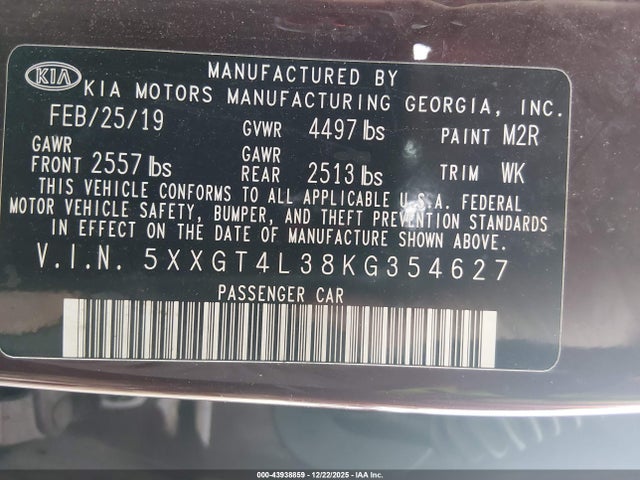 MANUFACTURED BY
KIA KIA MOTORS MANUFACTURING GEORGIA, INC.
FEB/25/19 GVWR 4497 lbs PAINT M2R
GAWR FRONT 2557 lbs GAWR REAR 2513 lbs TRIM WK
THIS VEHICLE CONFORMS TO ALL APPLICABLE U.S.A. FEDERAL
MOTOR VEHICLE SAFETY, BUMPER, AND THEFT PREVENTION STANDARDS
IN EFFECT ON THE DATE OF MANUFACTURE SHOWN ABOVE.
V.I.N. 5XXGT4L38KG354627
PASSENGER CAR
000-43938859 - 12/22/2025 - IAA Inc.